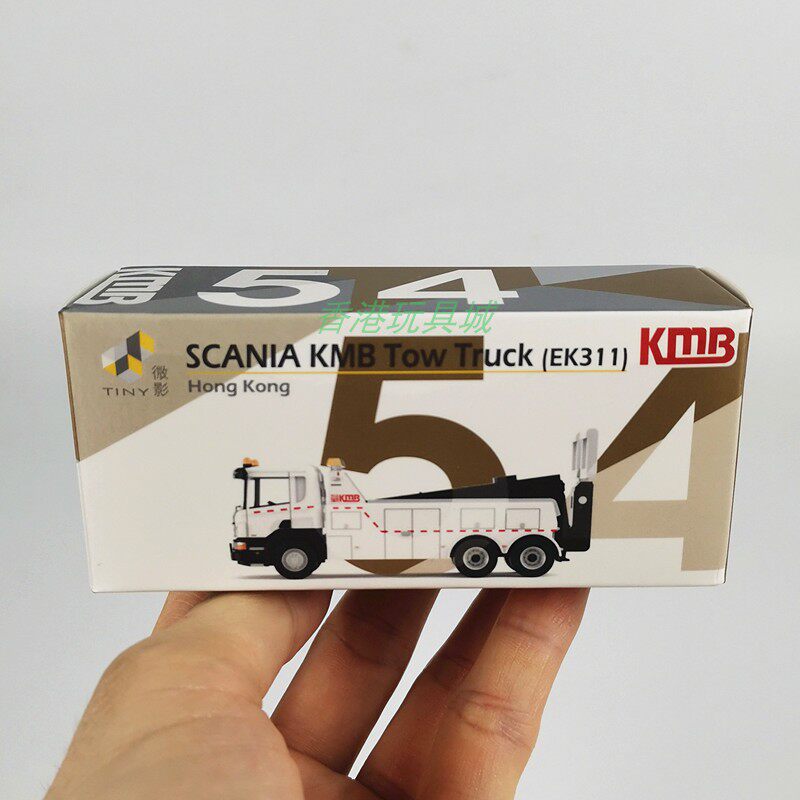 KMB 54
香港玩具城
SCANIA KMB Tow Truck (EK311) KMB
TINY 微影
Hong Kong
54
KMB